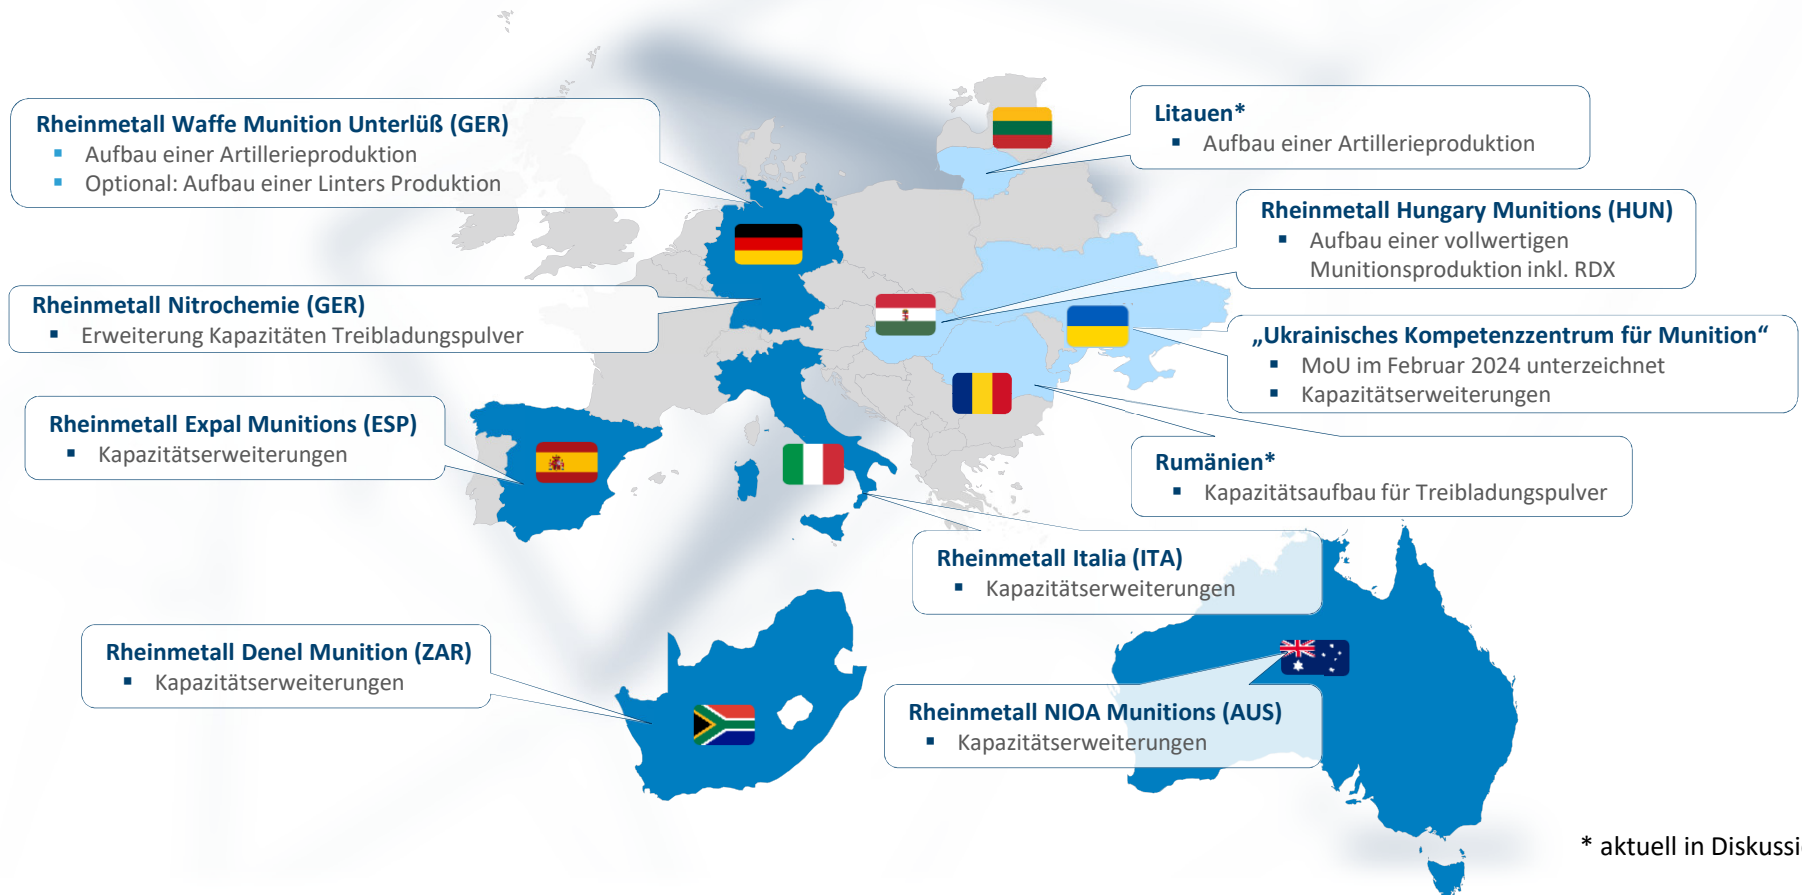 Rheinmetall Waffe Munition Unterlüß (GER)
▪ Aufbau einer Artillerieproduktion
▪ Optional: Aufbau einer Linters Produktion
Rheinmetall Nitrochemie (GER)
▪ Erweiterung Kapazitäten Treibladungspulver
Rheinmetall Expal Munitions (ESP)
▪ Kapazitätserweiterungen
Rheinmetall Denel Munition (ZAR)
▪ Kapazitätserweiterungen
Litauen*
▪ Aufbau einer Artillerieproduktion
Rheinmetall Hungary Munitions (HUN)
▪ Aufbau einer vollwertigen
Munitionsproduktion inkl. RDX
„Ukrainisches Kompetenzzentrum für Munition“
▪ MoU im Februar 2024 unterzeichnet
▪ Kapazitätserweiterungen
Rumänien*
▪ Kapazitätsaufbau für Treibladungspulver
Rheinmetall Italia (ITA)
▪ Kapazitätserweiterungen
Rheinmetall NIOA Munitions (AUS)
▪ Kapazitätserweiterungen
* aktuell in